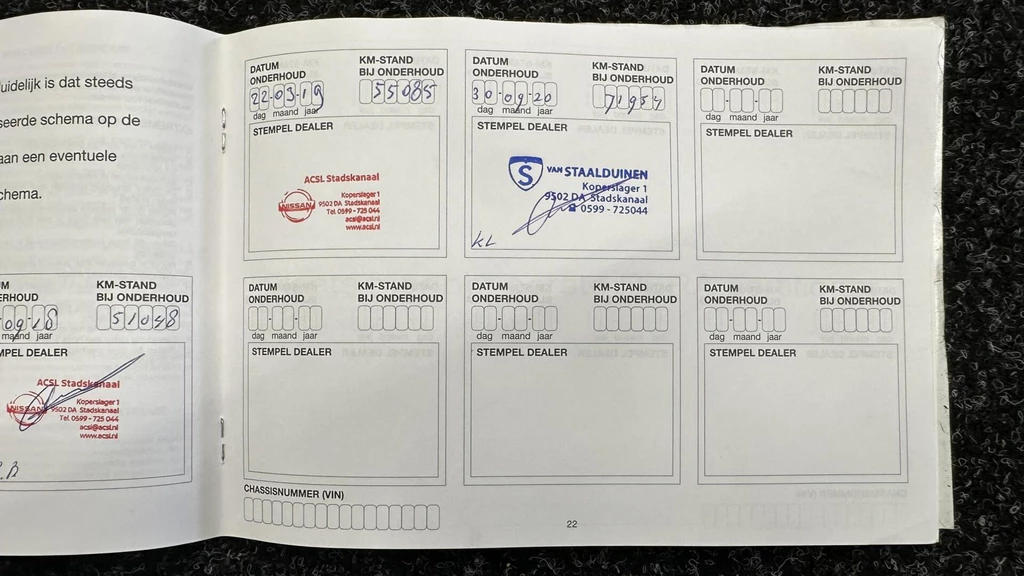 uidelijk is dat steeds
seerde schema op de
aan een eventuele
chema.
KM-STAND
BIJ ONDERHOUD
09-18
51048
maand jaar
DEALER
ACSL Stadskanaal
NISSAN
Koperslager 1
9502 DA Stadskanaal
Tel. 0599 - 725 044
acsl@acsl.nl
www.acsl.nl
DATUM
ONDERHOUD
KM-STAND
BIJ ONDERHOUD
22-03-19
55085
dag maand jaar
STEMPEL DEALER
ACSL Stadskanaal
NISSAN
Koperslager 1
9502 DA Stadskanaal
Tel. 0599 - 725 044
acsl@acsl.nl
www.acsl.nl
DATUM
ONDERHOUD
KM-STAND
BIJ ONDERHOUD
30-09-20
71954
dag maand jaar
STEMPEL DEALER
S VAN STAALDUINEN
Koperslager 1
9502 DA Stadskanaal
☎ 0599 - 725044
KL
DATUM
ONDERHOUD
KM-STAND
BIJ ONDERHOUD
dag maand jaar
STEMPEL DEALER
DATUM
ONDERHOUD
KM-STAND
BIJ ONDERHOUD
dag maand jaar
STEMPEL DEALER
DATUM
ONDERHOUD
KM-STAND
BIJ ONDERHOUD
dag maand jaar
STEMPEL DEALER
DATUM
ONDERHOUD
KM-STAND
BIJ ONDERHOUD
dag maand jaar
STEMPEL DEALER
CHASSISNUMMER (VIN)
22